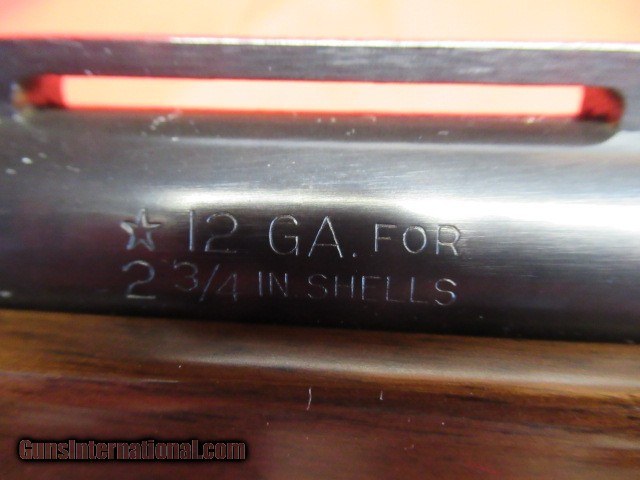 ☆ 12 GA. FOR
2 3/4 IN. SHELLS
GunsInternational.com